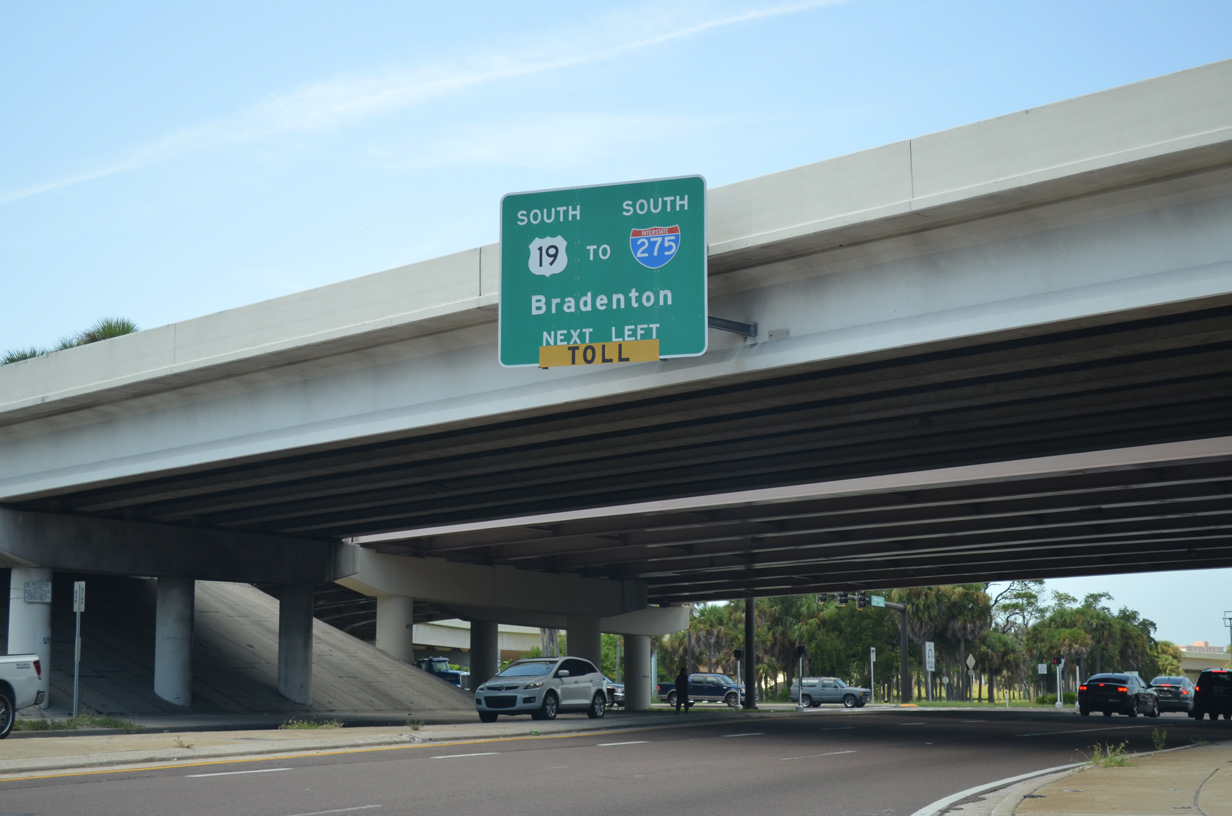 SOUTH SOUTH
19 TO INTERSTATE 275
Bradenton
NEXT LEFT
TOLL